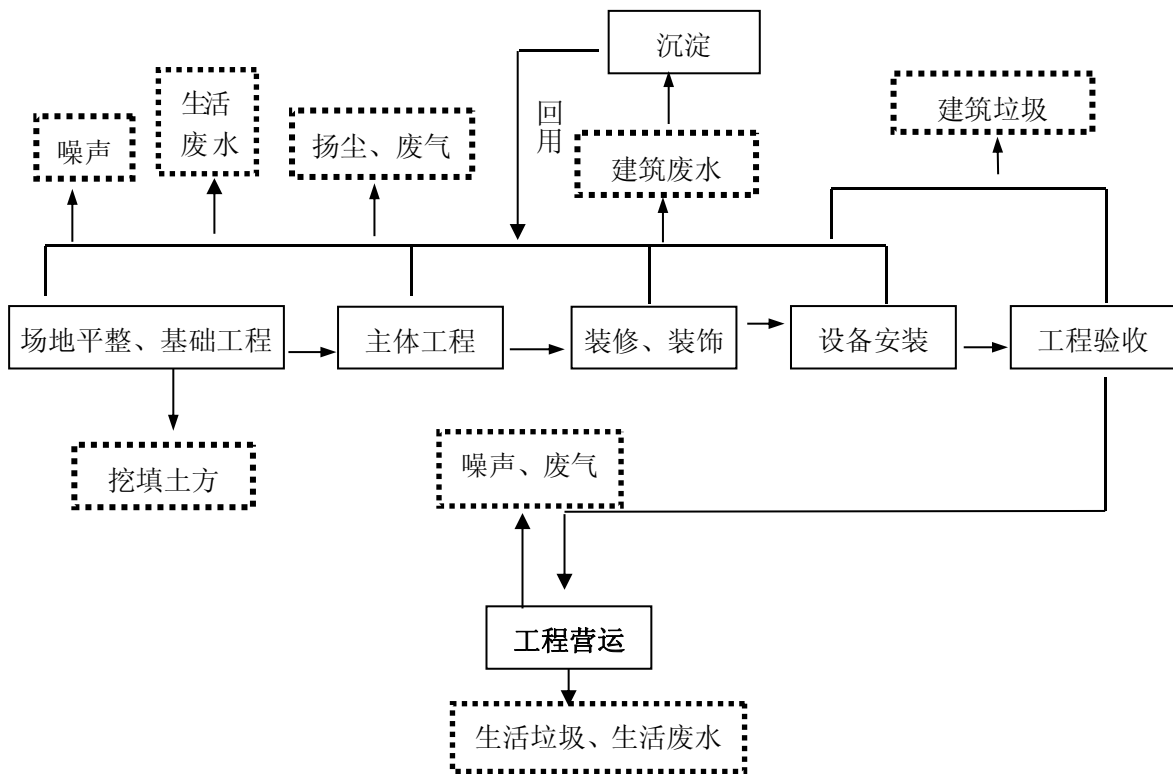 沉淀
生活
废水
回
用
建筑垃圾
噪声
扬尘、废气
建筑废水
场地平整、基础工程
主体工程
装修、装饰
设备安装
工程验收
挖填土方
噪声、废气
工程营运
生活垃圾、生活废水